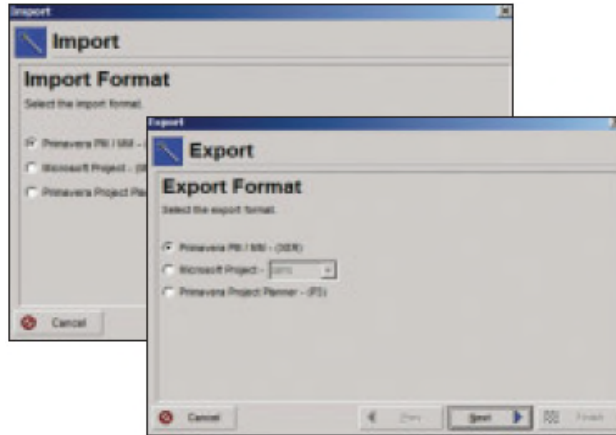 Import
Import
Import Format
Select the import format.
Primavera PM / MM - (
Microsoft Project - (M
Primavera Project Pla
Cancel
Export
Export
Export Format
Select the export format.
Primavera PM / MM - (XER)
Microsoft Project -
Primavera Project Planner - (P3)
Cancel
Prev
Next
Finish